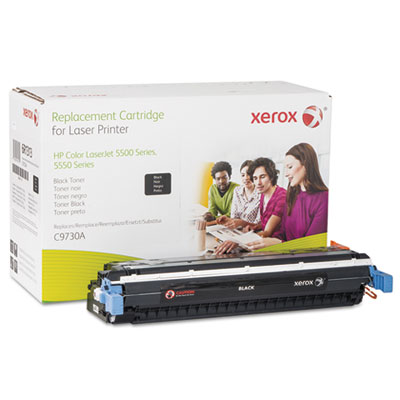 Replacement Cartridge
for Laser Printer
xerox
HP Color LaserJet 5500 Series,
5550 Series
Black Toner
Toner noir
Toner negro
Toner Black
Toner preto
Black
Noir
Negro
Preto
Replaces/Remplace/Reemplaza/Ersetzt/Substitui
C9730A
BLACK
xerox